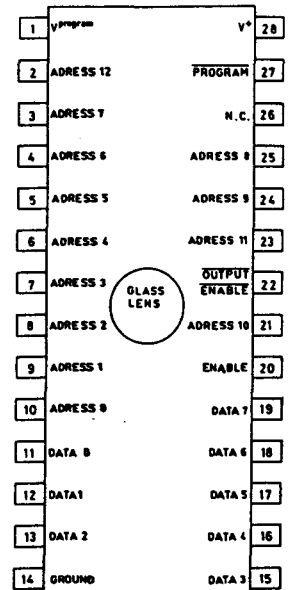 1 Vprogram V+ 28
2 ADRESS 12 PROGRAM 27
3 ADRESS 7 N.C. 26
4 ADRESS 6 ADRESS 8 25
5 ADRESS 5 ADRESS 9 24
6 ADRESS 4 ADRESS 11 23
7 ADRESS 3 OUTPUT
ENABLE 22
GLASS
LENS
8 ADRESS 2 ADRESS 10 21
9 ADRESS 1 ENABLE 20
10 ADRESS 0 DATA 7 19
11 DATA 0 DATA 6 18
12 DATA1 DATA 5 17
13 DATA 2 DATA 4 16
14 GROUND DATA 3 15